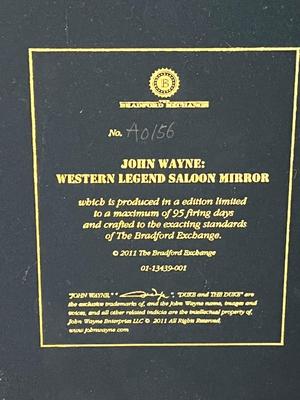 B
BRADFORD EXCHANGE
No. A0156
JOHN WAYNE:
WESTERN LEGEND SALOON MIRROR
which is produced in a edition limited
to a maximum of 95 firing days
and crafted to the exacting standards
of The Bradford Exchange.
© 2011 The Bradford Exchange
01-13439-001
"JOHN WAYNE," " ", "DUKE and THE DUKE" are
the exclusive trademarks of, and the John Wayne name, images and
voices, and all other related indicia are the intellectual property of,
John Wayne Enterprise LLC © 2011 All Rights Reserved.
www.johnwayne.com